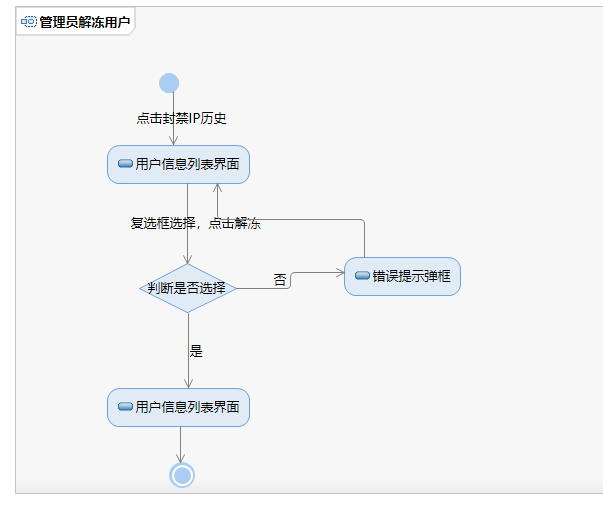 管理员解冻用户
点击封禁IP历史
用户信息列表界面
复选框选择，点击解冻
判断是否选择
否
错误提示弹框
是
用户信息列表界面